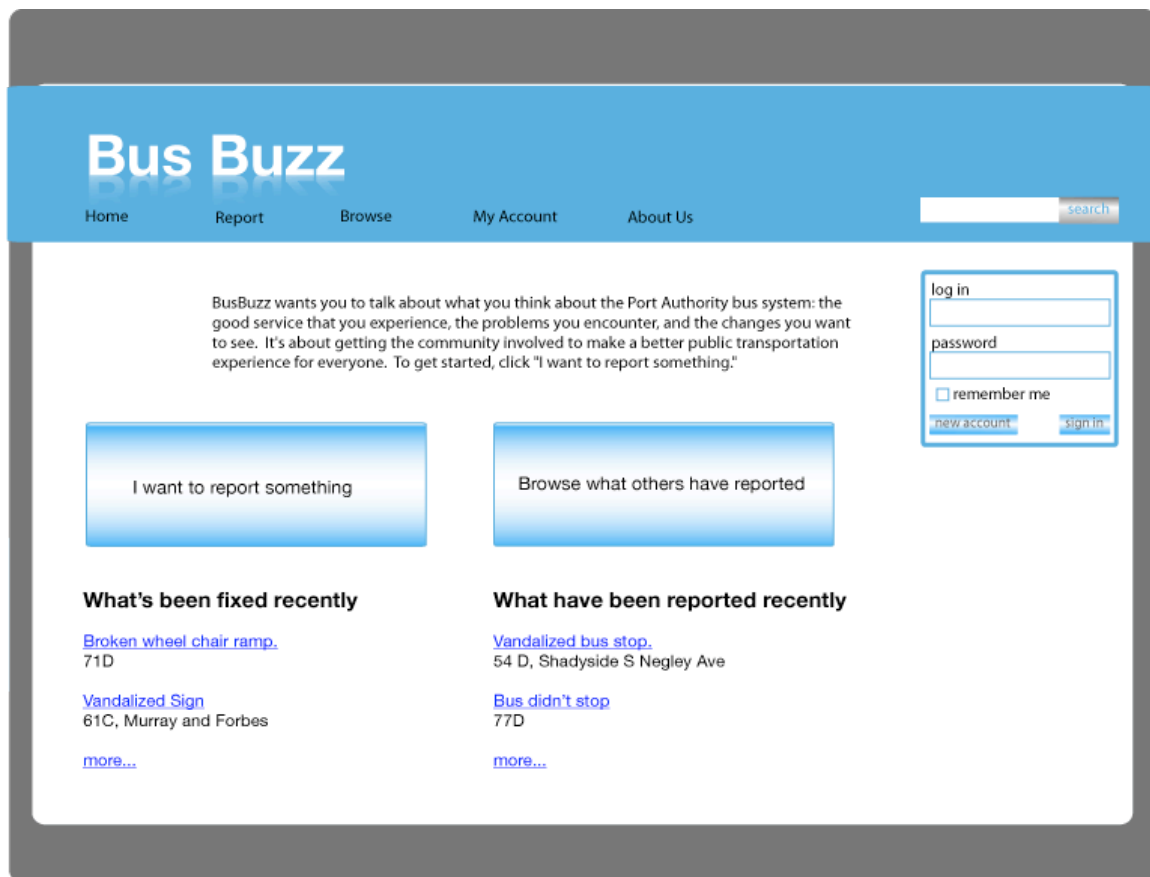 Bus Buzz
Home Report Browse My Account About Us search
BusBuzz wants you to talk about what you think about the Port Authority bus system: the
good service that you experience, the problems you encounter, and the changes you want
to see. It's about getting the community involved to make a better public transportation
experience for everyone. To get started, click "I want to report something."
log in
password
remember me
new account sign in
I want to report something
Browse what others have reported
What's been fixed recently
Broken wheel chair ramp.
71D
Vandalized Sign
61C, Murray and Forbes
more...
What have been reported recently
Vandalized bus stop.
54 D, Shadyside S Negley Ave
Bus didn't stop
77D
more...